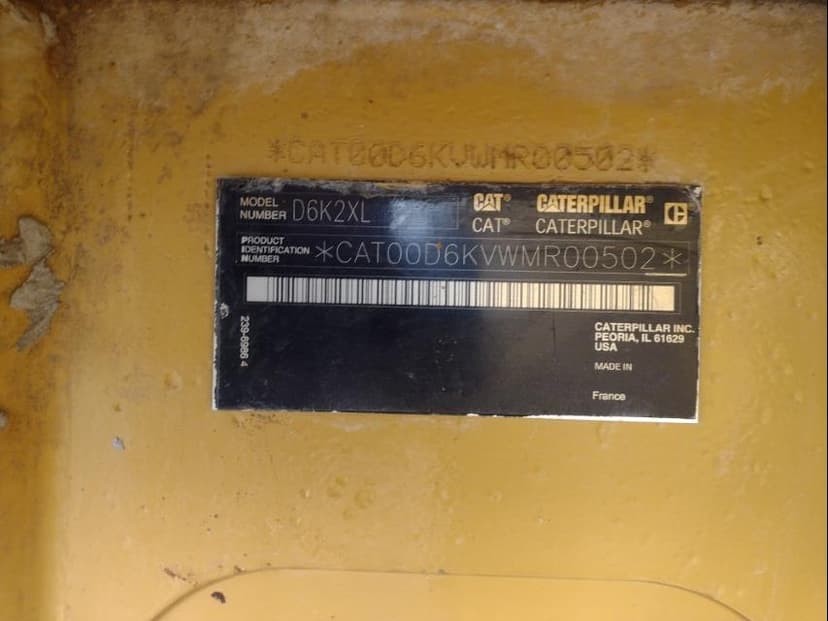 *CAT00D6KVWMR00502*
MODEL NUMBER D6K2XL
CAT® CATERPILLAR®
CAT® CATERPILLAR®
PRODUCT IDENTIFICATION NUMBER *CAT00D6KVWMR00502*
239-6986 4
CATERPILLAR INC.
PEORIA, IL 61629
USA
MADE IN
France